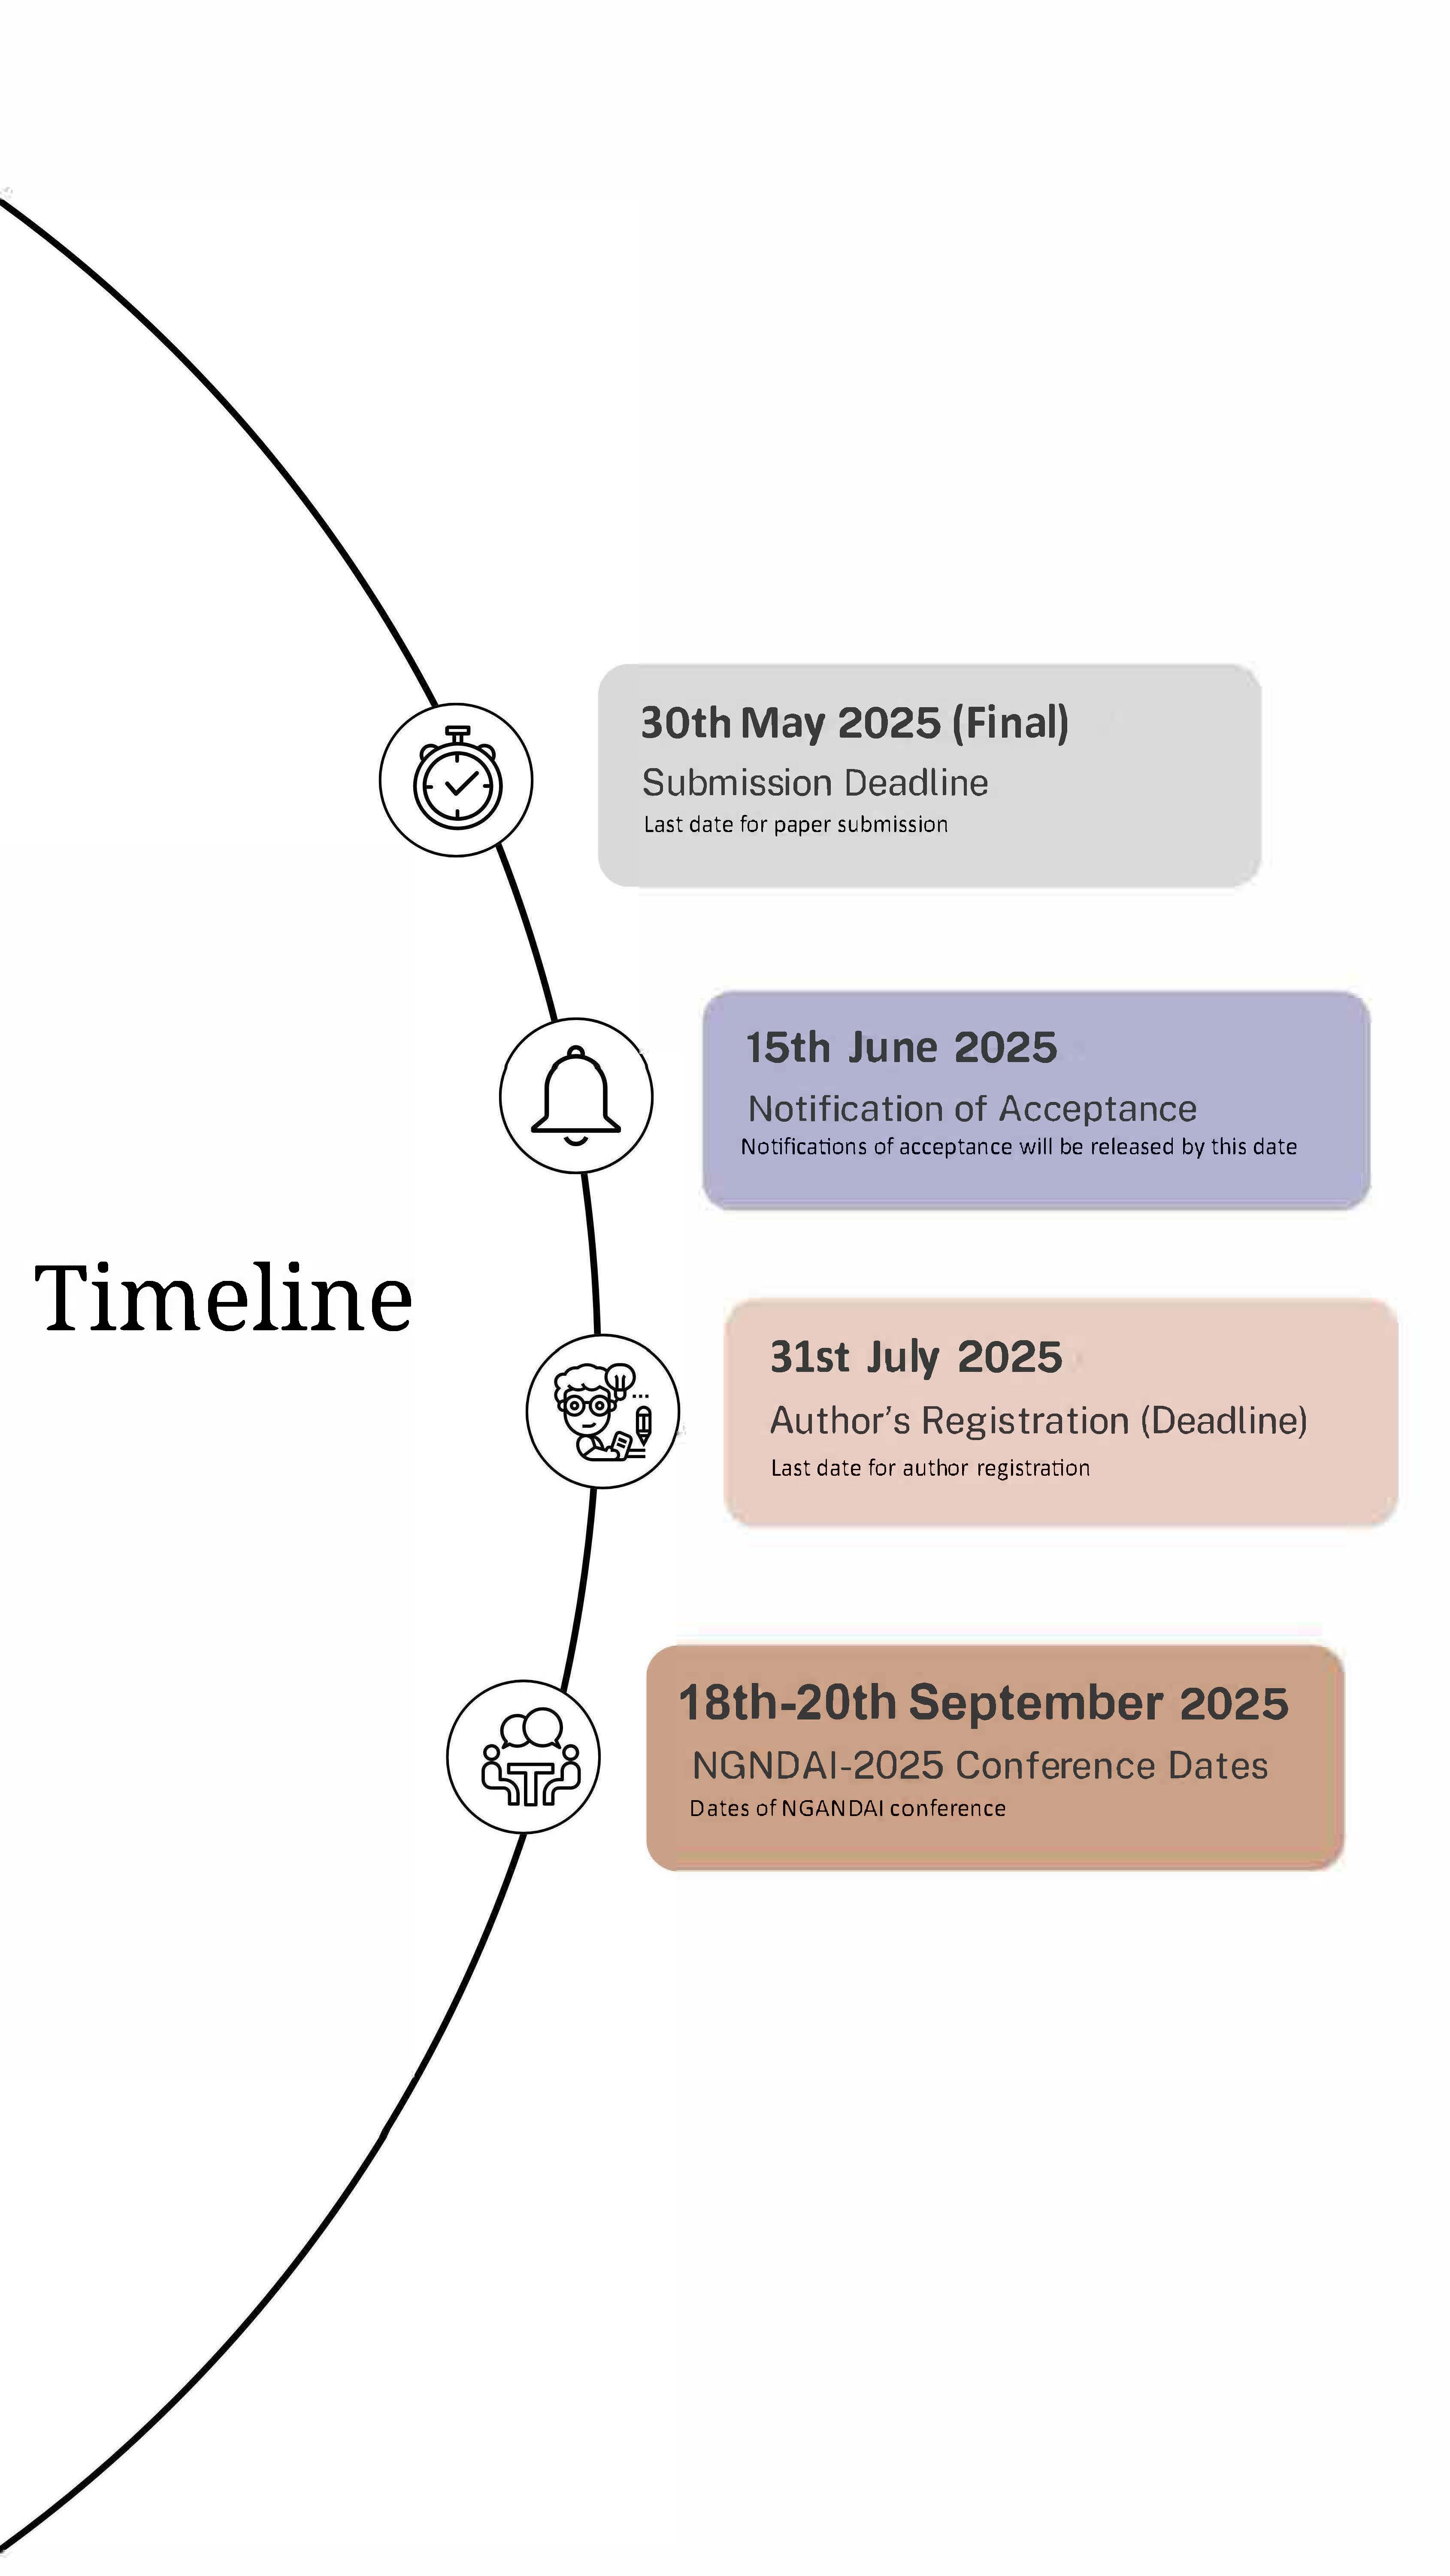 30th May 2025 (Final)
Submission Deadline
Last date for paper submission
15th June 2025
Notification of Acceptance
Notifications of acceptance will be released by this date
Timeline
31st July 2025
Author’s Registration (Deadline)
Last date for author registration
18th-20th September 2025
NGNDAI-2025 Conference Dates
Dates of NGANDAI conference